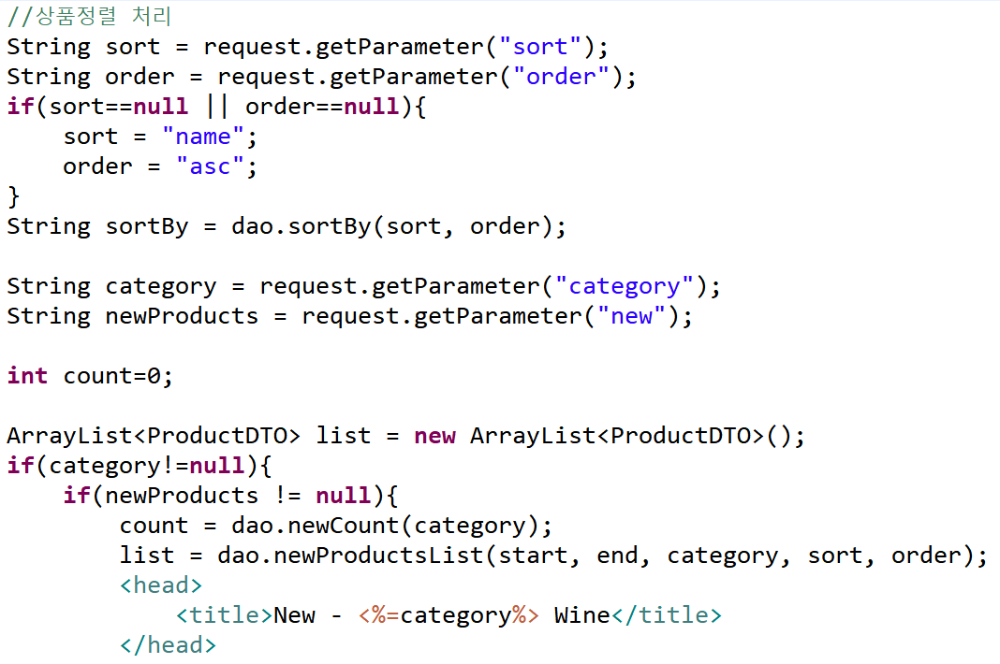 //상품정렬 처리
String sort = request.getParameter("sort");
String order = request.getParameter("order");
if(sort==null || order==null){
    sort = "name";
    order = "asc";
}
String sortBy = dao.sortBy(sort, order);

String category = request.getParameter("category");
String newProducts = request.getParameter("new");

int count=0;

ArrayList<ProductDTO> list = new ArrayList<ProductDTO>();
if(category!=null){
    if(newProducts != null){
        count = dao.newCount(category);
        list = dao.newProductsList(start, end, category, sort, order);
        <head>
            <title>New - <%=category%> Wine</title>
        </head>